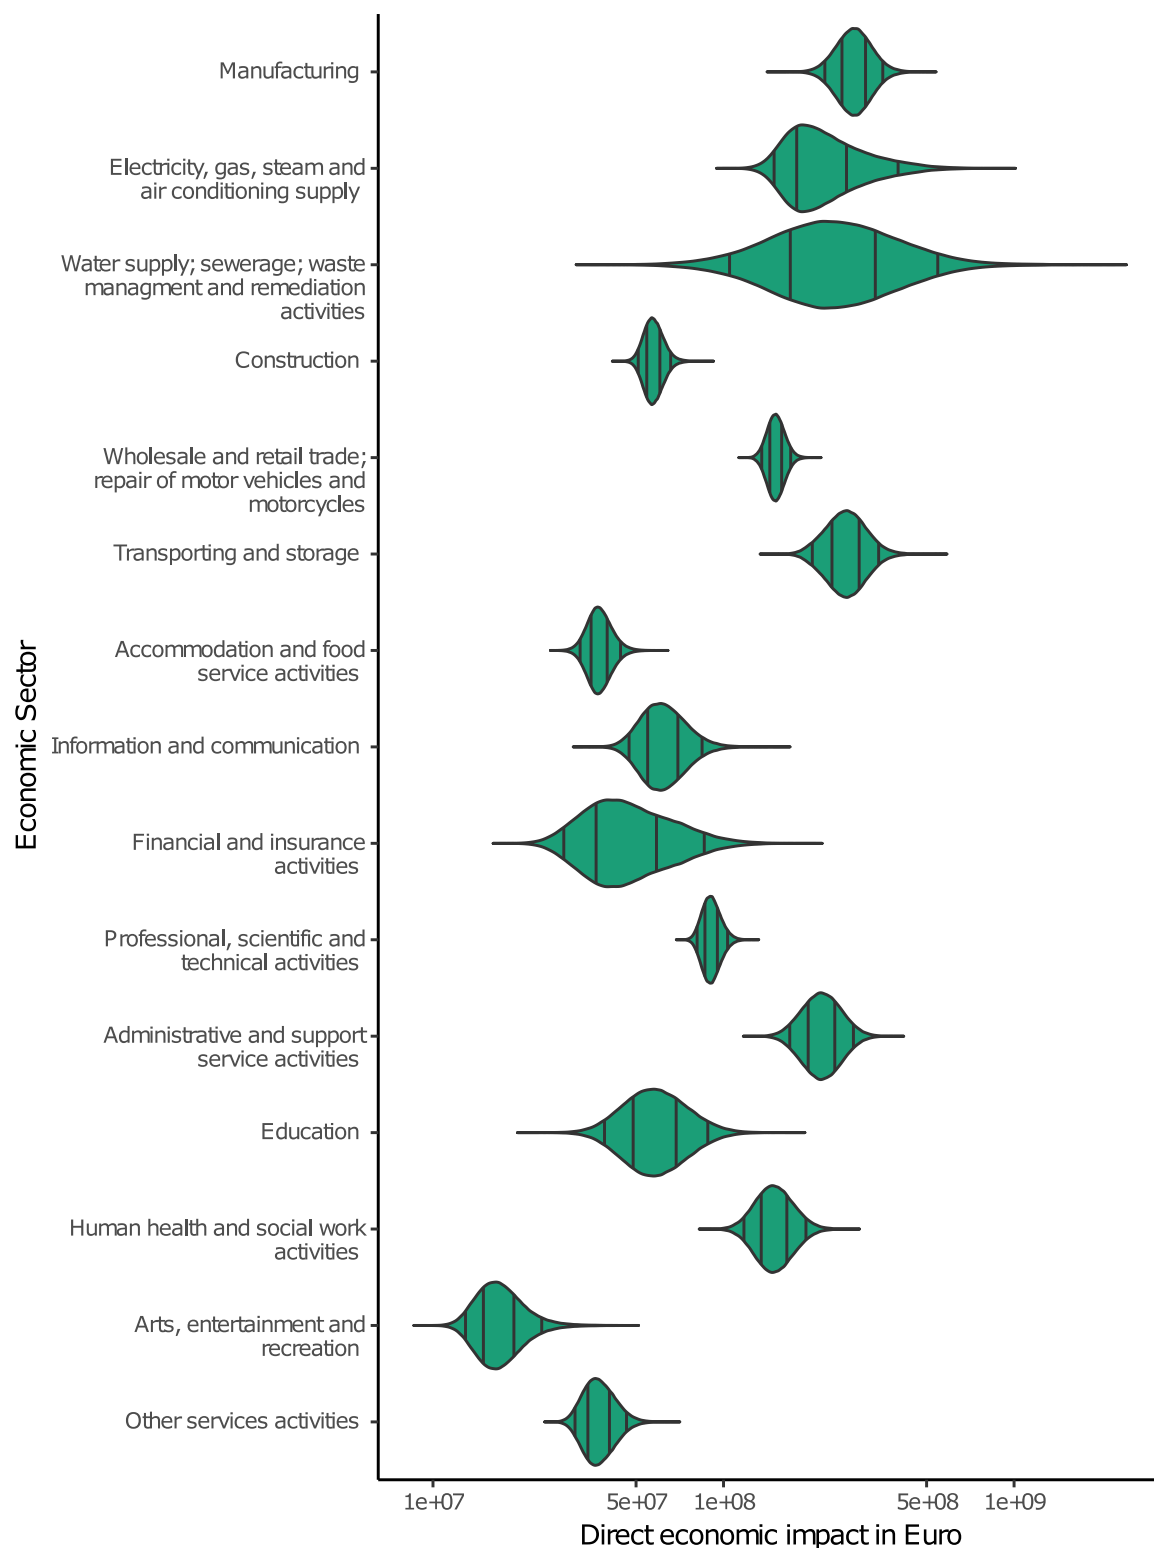 Manufacturing
Electricity, gas, steam and
air conditioning supply
Water supply; sewerage; waste
managment and remediation
activities
Construction
Wholesale and retail trade;
repair of motor vehicles and
motorcycles
Transporting and storage
Accommodation and food
service activities
Information and communication
Financial and insurance
activities
Professional, scientific and
technical activities
Administrative and support
service activities
Education
Human health and social work
activities
Arts, entertainment and
recreation
Other services activities
Economic Sector
1e+07 5e+07 1e+08 5e+08 1e+09
Direct economic impact in Euro